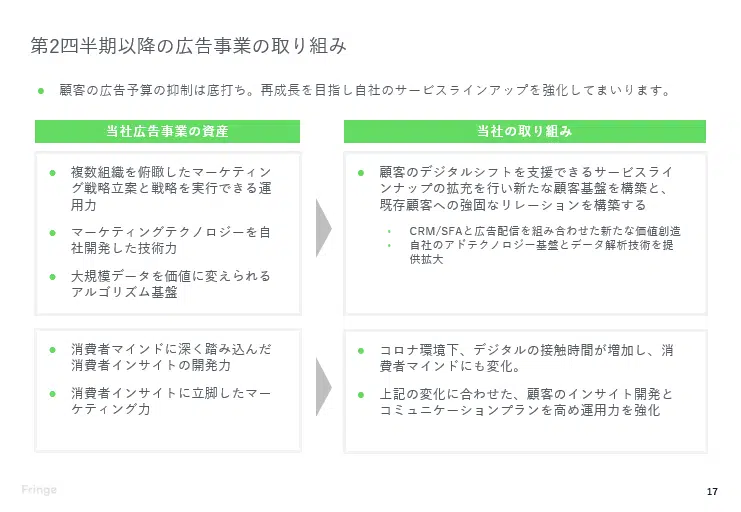 第2四半期以降の広告事業の取り組み
● 顧客の広告予算の抑制は底打ち。再成長を目指し自社のサービスラインアップを強化してまいります。
当社広告事業の資産
● 複数組織を俯瞰したマーケティン
グ戦略立案と戦略を実行できる運
用力
● マーケティングテクノロジーを自
社開発した技術力
● 大規模データを価値に変えられる
アルゴリズム基盤
当社の取り組み
● 顧客のデジタルシフトを支援できるサービスライ
ンナップの拡充を行い新たな顧客基盤を構築と、
既存顧客への強固なリレーションを構築する
• CRM/SFAと広告配信を組み合わせた新たな価値創造
• 自社のアドテクノロジー基盤とデータ解析技術を提
供拡大
● 消費者マインドに深く踏み込んだ
消費者インサイトの開発力
● 消費者インサイトに立脚したマー
ケティング力
● コロナ環境下、デジタルの接触時間が増加し、消
費者マインドにも変化。
● 上記の変化に合わせた、顧客のインサイト開発と
コミュニケーションプランを高め運用力を強化
Fringe
17